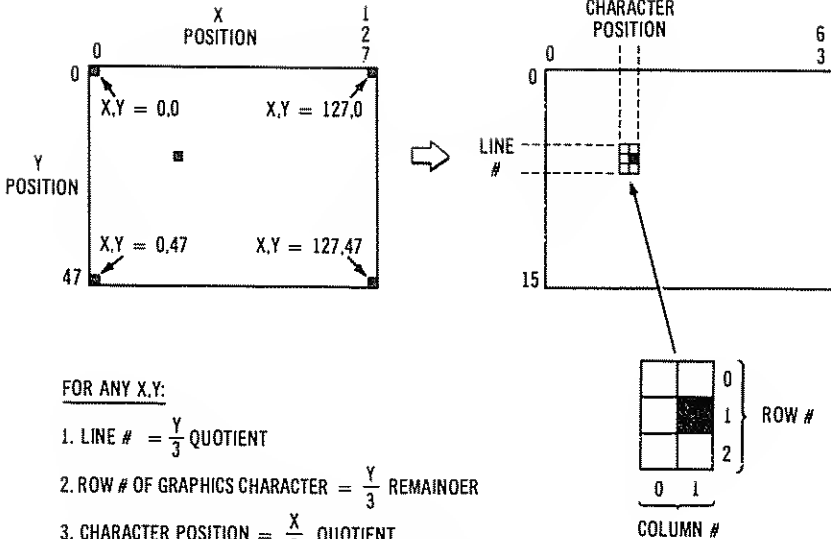 X
POSITION
1
2
7
0
0
X,Y = 0,0
X,Y = 127,0
Y
POSITION
X,Y = 0,47
X,Y = 127,47
47
CHARACTER
POSITION
6
3
0
0
LINE
#
15
FOR ANY X,Y:
1. LINE # = Y/3 QUOTIENT
2. ROW # OF GRAPHICS CHARACTER = Y/3 REMAINDER
3. CHARACTER POSITION = X QUOTIENT
0
1
2
ROW #
0 1
COLUMN #